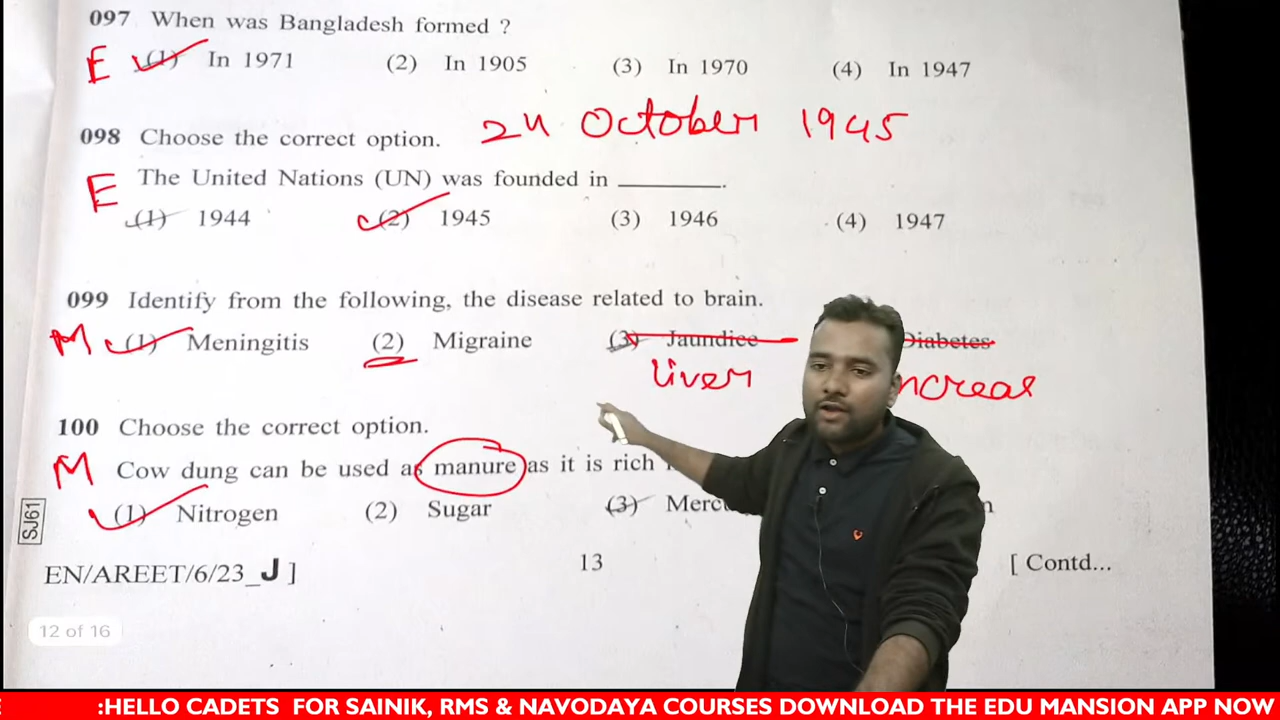 097 When was Bangladesh formed ?
E (1) In 1971 (2) In 1905 (3) In 1970 (4) In 1947
24 October 1945
098 Choose the correct option.
E The United Nations (UN) was founded in ________.
(1) 1944 (2) 1945 (3) 1946 (4) 1947
099 Identify from the following, the disease related to brain.
M (1) Meningitis (2) Migraine (3) Jaundice Diabetes
Liver ncreas
100 Choose the correct option.
M Cow dung can be used as manure as it is rich
(1) Nitrogen (2) Sugar (3) Mercu
SJ61
EN/AREET/6/23_J ] 13 [ Contd...
12 of 16
:HELLO CADETS FOR SAINIK, RMS & NAVODAYA COURSES DOWNLOAD THE EDU MANSION APP NOW